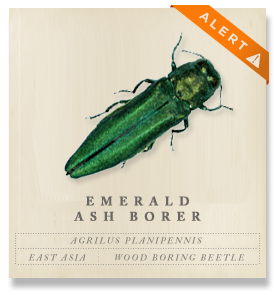 ALERT
EMERALD
ASH BORER
AGRILUS PLANIPENNIS
EAST ASIA | WOOD BORING BEETLE